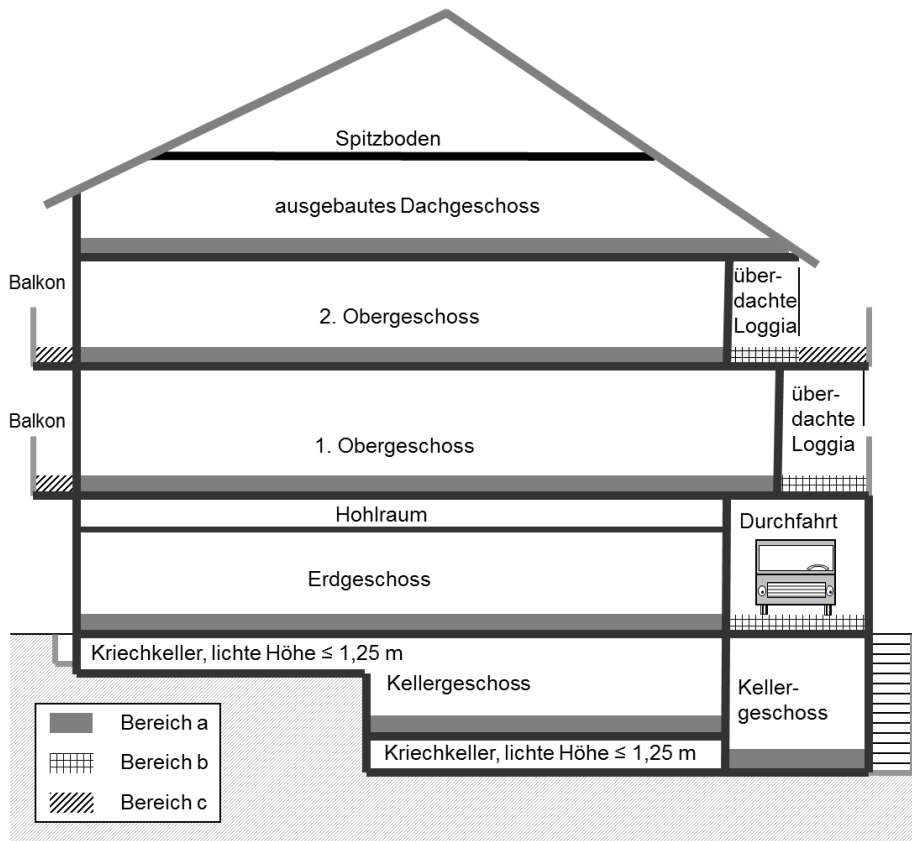 Spitzboden
ausgebautes Dachgeschoss
Balkon
2. Obergeschoss
über-
dachte
Loggia
Balkon
1. Obergeschoss
über-
dachte
Loggia
Hohlraum
Durchfahrt
Erdgeschoss
Kriechkeller, lichte Höhe ≤ 1,25 m
Kellergeschoss
Keller-
geschoss
Kriechkeller, lichte Höhe ≤ 1,25 m
Bereich a
Bereich b
Bereich c